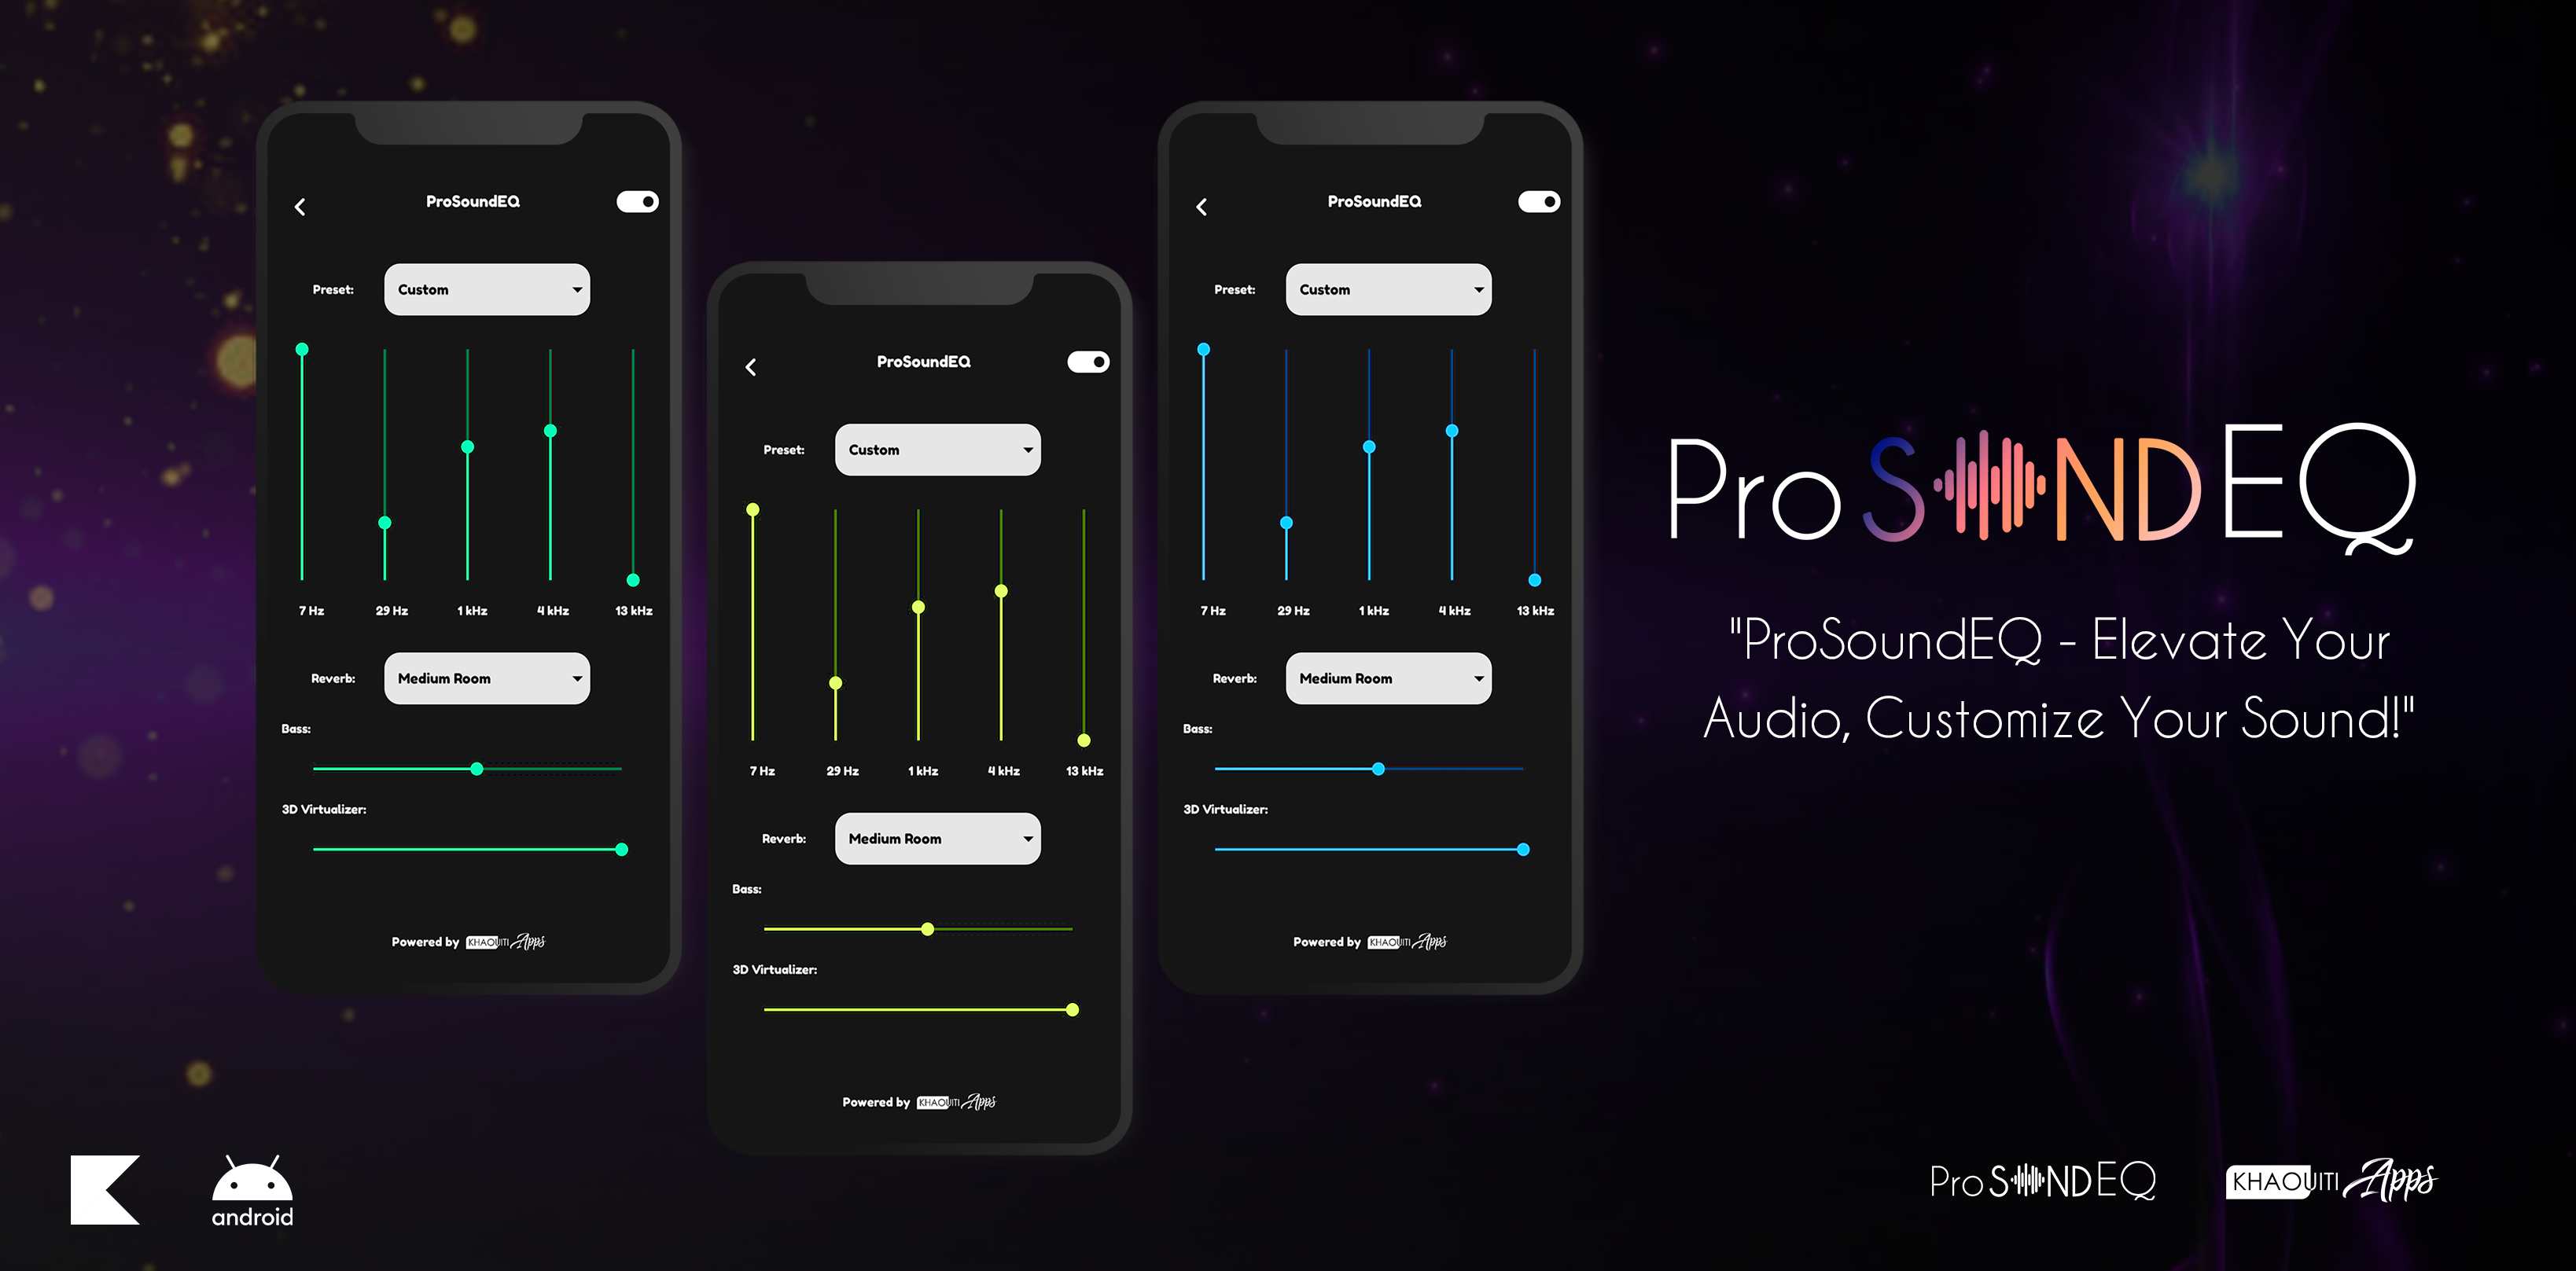 ProSoundEQ
Preset: Custom
7 Hz 29 Hz 1 kHz 4 kHz 13 kHz
Reverb: Medium Room
Bass:
3D Virtualizer:
Powered by KHAOUITI Apps
ProSoundEQ
Preset: Custom
7 Hz 29 Hz 1 kHz 4 kHz 13 kHz
Reverb: Medium Room
Bass:
3D Virtualizer:
Powered by KHAOUITI Apps
ProSoundEQ
Preset: Custom
7 Hz 29 Hz 1 kHz 4 kHz 13 kHz
Reverb: Medium Room
Bass:
3D Virtualizer:
Powered by KHAOUITI Apps
Pro SOUND EQ
"ProSoundEQ - Elevate Your
Audio, Customize Your Sound!"
android
Pro SOUND EQ
KHAOUITI Apps